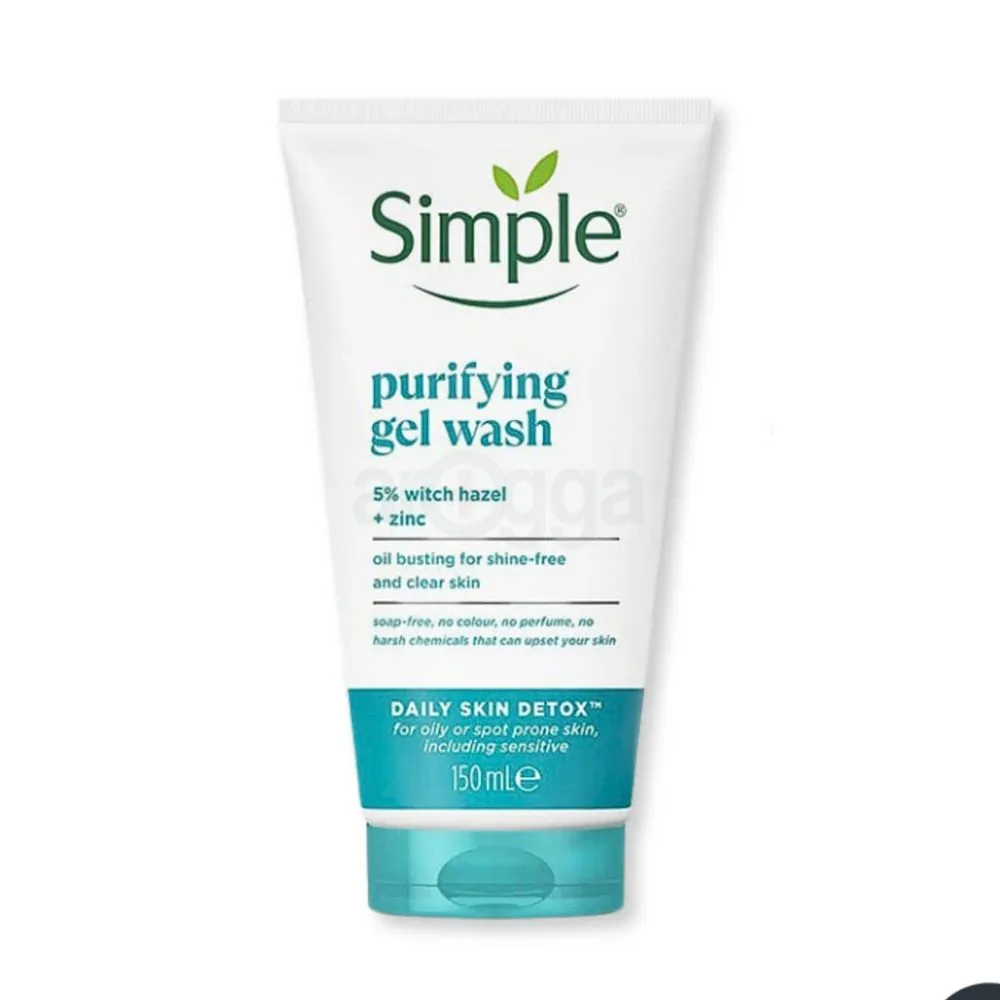 Simple®
purifying
gel wash
arogga
5% witch hazel
+ zinc
oil busting for shine-free
and clear skin
soap-free, no colour, no perfume, no
harsh chemicals that can upset your skin
DAILY SKIN DETOX™
for oily or spot prone skin,
including sensitive
150 mL℮